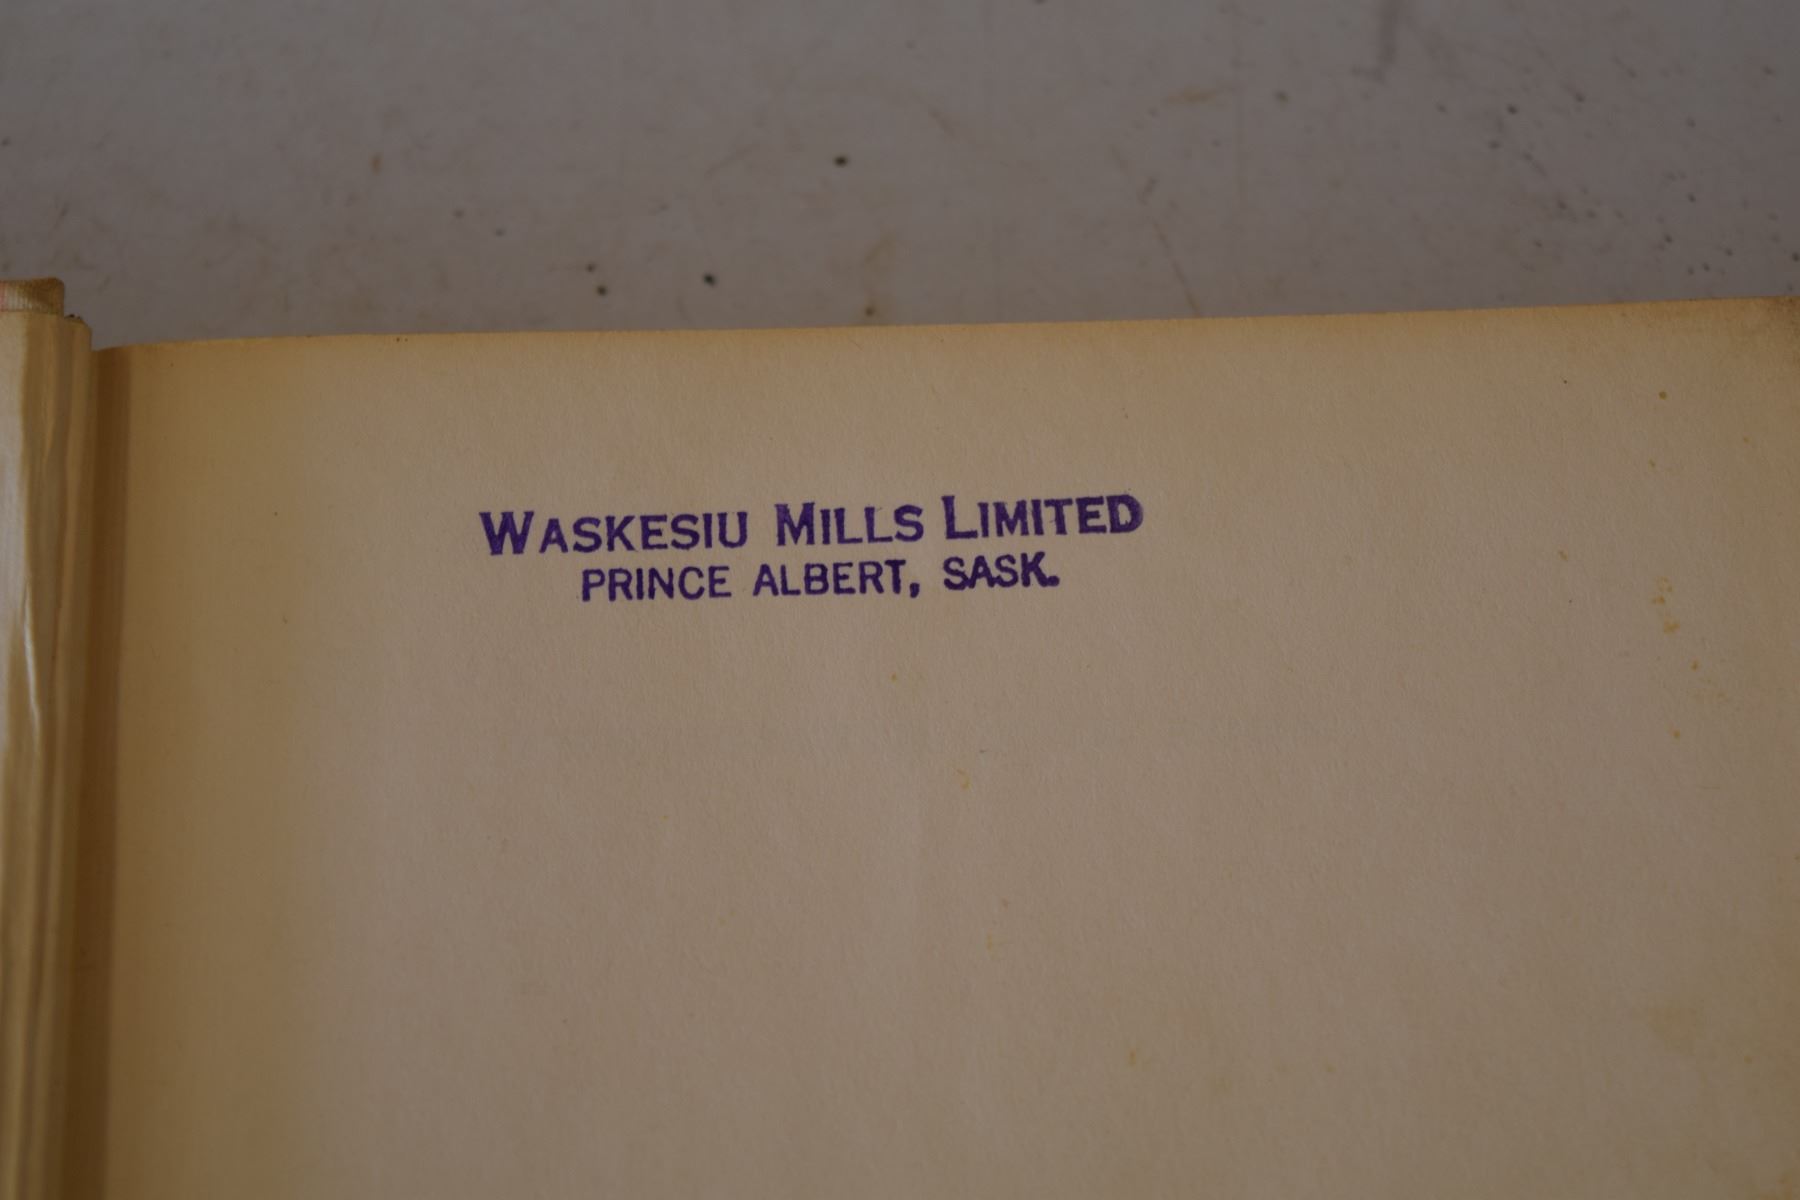 WASKESIU MILLS LIMITED
PRINCE ALBERT, SASK.